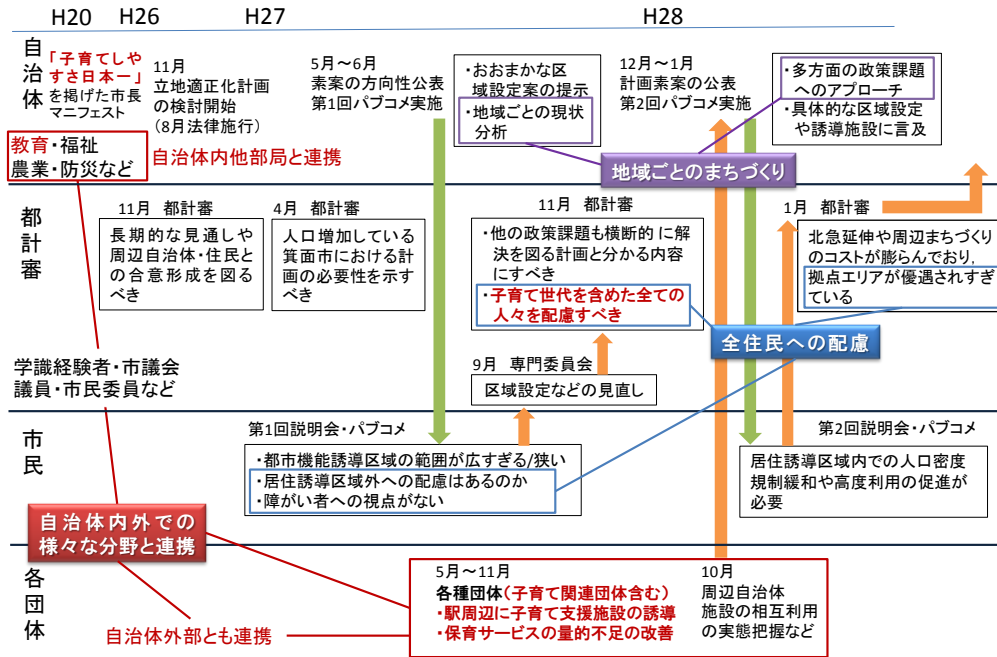 H20
H26
H27
H28
自治体
「子育てしや
すさ日本一」
を掲げた市長
マニフェスト
11月
立地適正化計画
の検討開始
(8月法律施行)
5月~6月
素案の方向性公表
第1回パブコメ実施
・おおまかな区
域設定案の提示
・地域ごとの現状
分析
12月~1月
計画素案の公表
第2回パブコメ実施
・多方面の政策課題
へのアプローチ
・具体的な区域設定
や誘導施設に言及
教育・福祉
農業・防災など
自治体内他部局と連携
地域ごとのまちづくり
都計審
11月 都計審
長期的な見通しや
周辺自治体・住民と
の合意形成を図る
べき
4月 都計審
人口増加している
箕面市における計
画の必要性を示す
べき
11月 都計審
・他の政策課題も横断的に解
決を図る計画と分かる内容
にすべき
・子育て世代を含めた全ての
人々を配慮すべき
1月 都計審
北急延伸や周辺まちづくり
のコストが膨らんでおり,
拠点エリアが優遇されすぎ
ている
全住民への配慮
学識経験者・市議会
議員・市民委員など
9月 専門委員会
区域設定などの見直し
市民
第1回説明会・パブコメ
・都市機能誘導区域の範囲が広すぎる/狭い
・居住誘導区域外への配慮はあるのか
・障がい者への視点がない
第2回説明会・パブコメ
居住誘導区域内での人口密度
規制緩和や高度利用の促進が
必要
自治体内外での
様々な分野と連携
各団体
5月~11月
各種団体(子育て関連団体含む)
・駅周辺に子育て支援施設の誘導
・保育サービスの量的不足の改善
10月
周辺自治体
施設の相互利用
の実態把握など
自治体外部とも連携